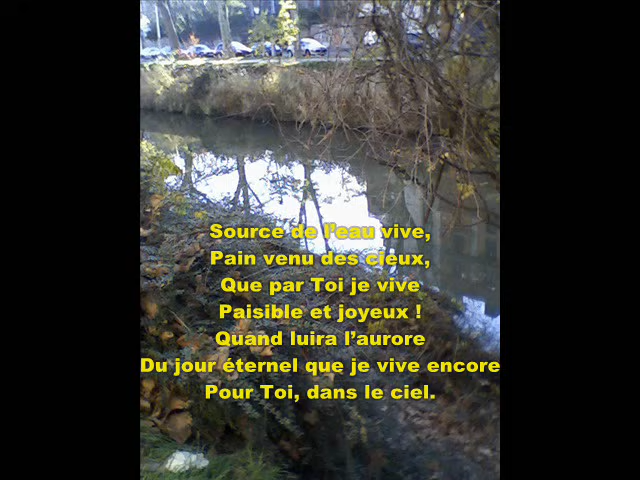 Source de l'eau vive,
Pain venu des cieux,
Que par Toi je vive
Paisible et joyeux !
Quand luira l'aurore
Du jour éternel que je vive encore
Pour Toi, dans le ciel.